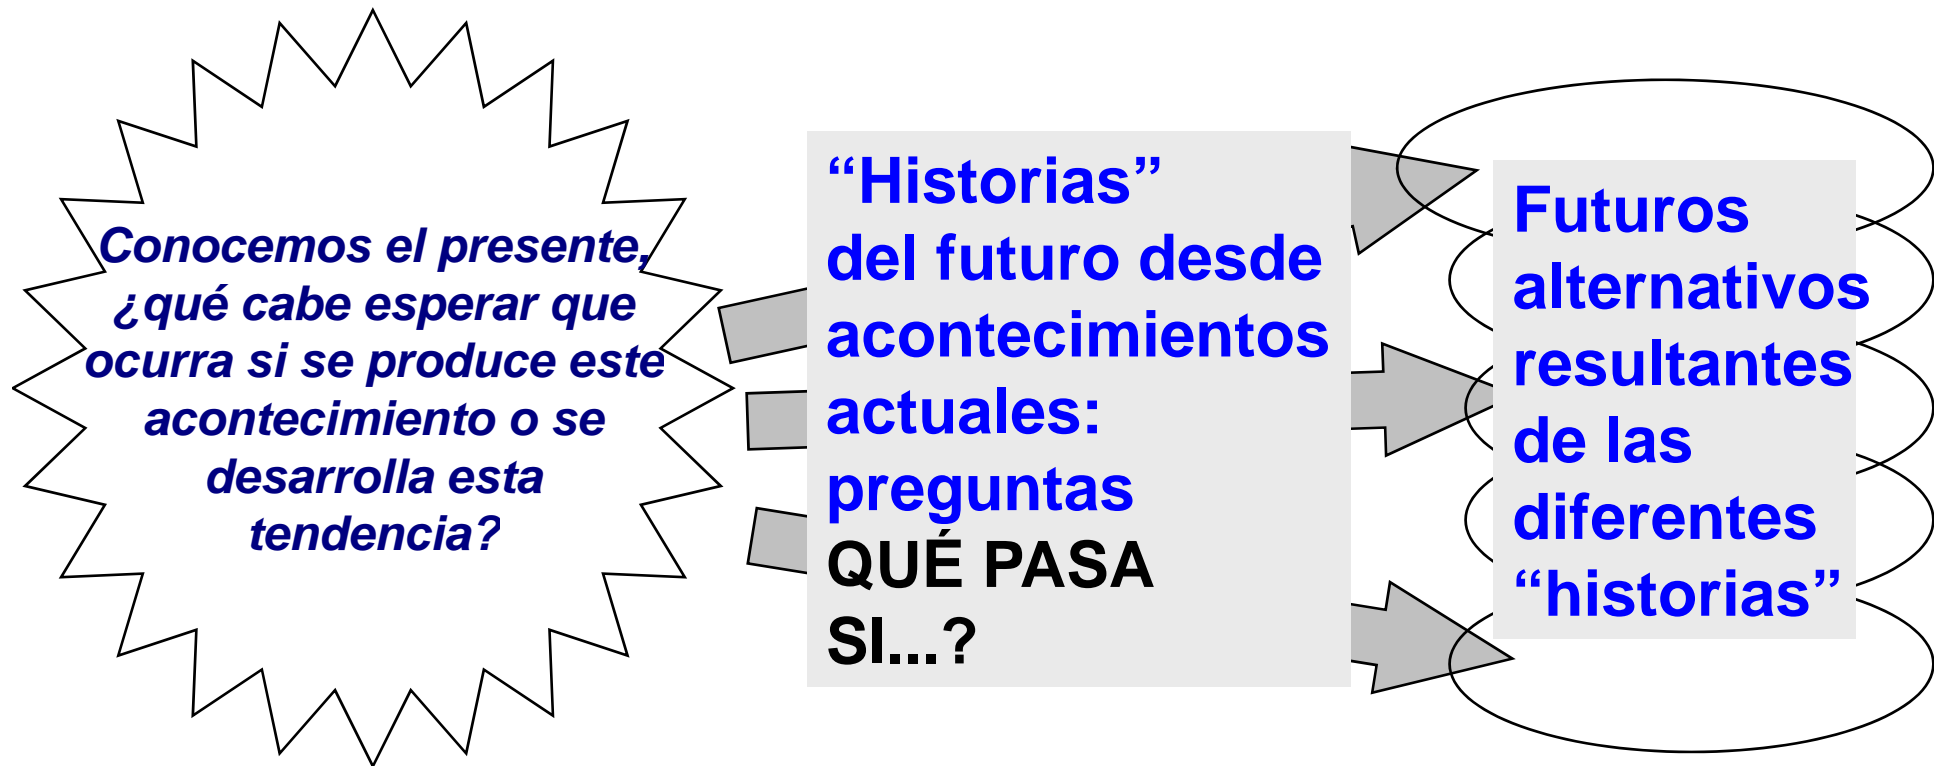 Conocemos el presente,
¿qué cabe esperar que
ocurra si se produce este
acontecimiento o se
desarrolla esta
tendencia?
“Historias”
del futuro desde
acontecimientos
actuales:
preguntas
QUÉ PASA
SI...?
Futuros
alternativos
resultantes
de las
diferentes
“historias”